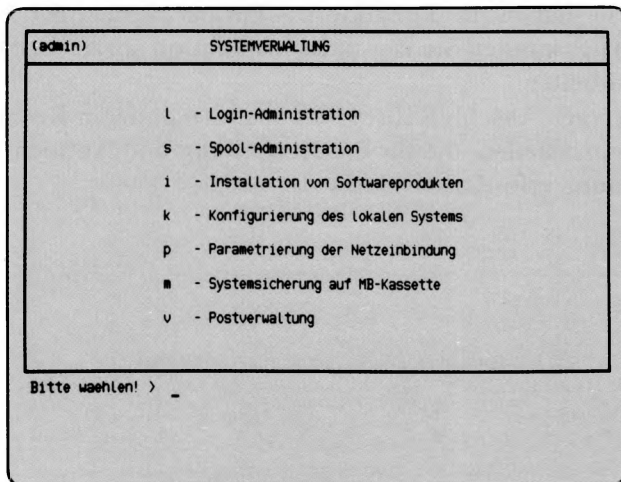 (admin) SYSTEMVERWALTUNG
l - Login-Administration
s - Spool-Administration
i - Installation von Softwareprodukten
k - Konfigurierung des lokalen Systems
p - Parametrierung der Netzeinbindung
m - Systemsicherung auf MB-Kassette
v - Postverwaltung
Bitte waehlen! > _